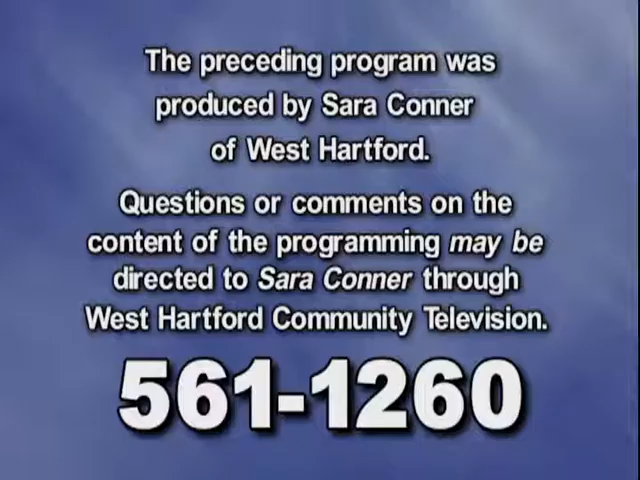 The preceding program was
produced by Sara Conner
of West Hartford.
Questions or comments on the
content of the programming may be
directed to Sara Conner through
West Hartford Community Television.
561-1260